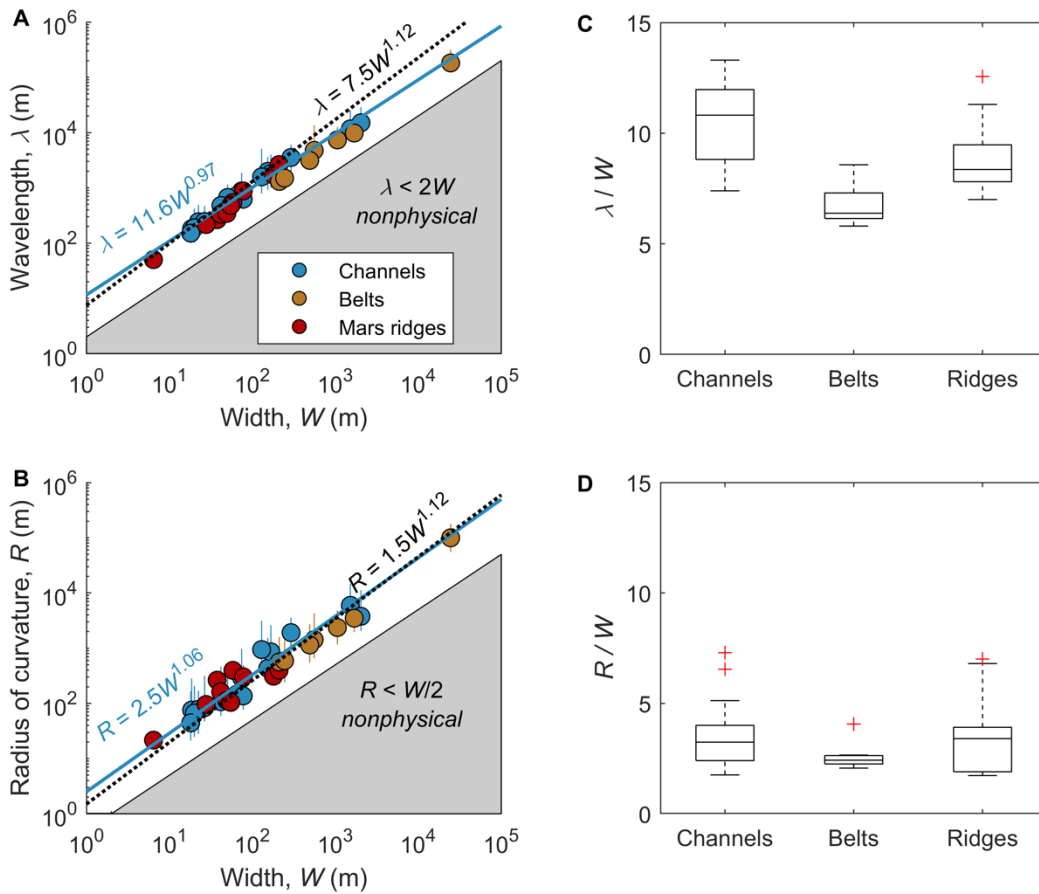 A
10^6
10^4
10^2
10^0
Wavelength, λ (m)
λ = 11.6W^0.97
λ = 7.5W^1.12
λ < 2W
nonphysical
Channels
Belts
Mars ridges
10^0 10^1 10^2 10^3 10^4 10^5
Width, W (m)
C
15
10
5
0
λ / W
Channels Belts Ridges
B
10^6
10^4
10^2
10^0
Radius of curvature, R (m)
R = 2.5W^1.06
R = 1.5W^1.12
R < W/2
nonphysical
10^0 10^1 10^2 10^3 10^4 10^5
Width, W (m)
D
15
10
5
0
R / W
Channels Belts Ridges